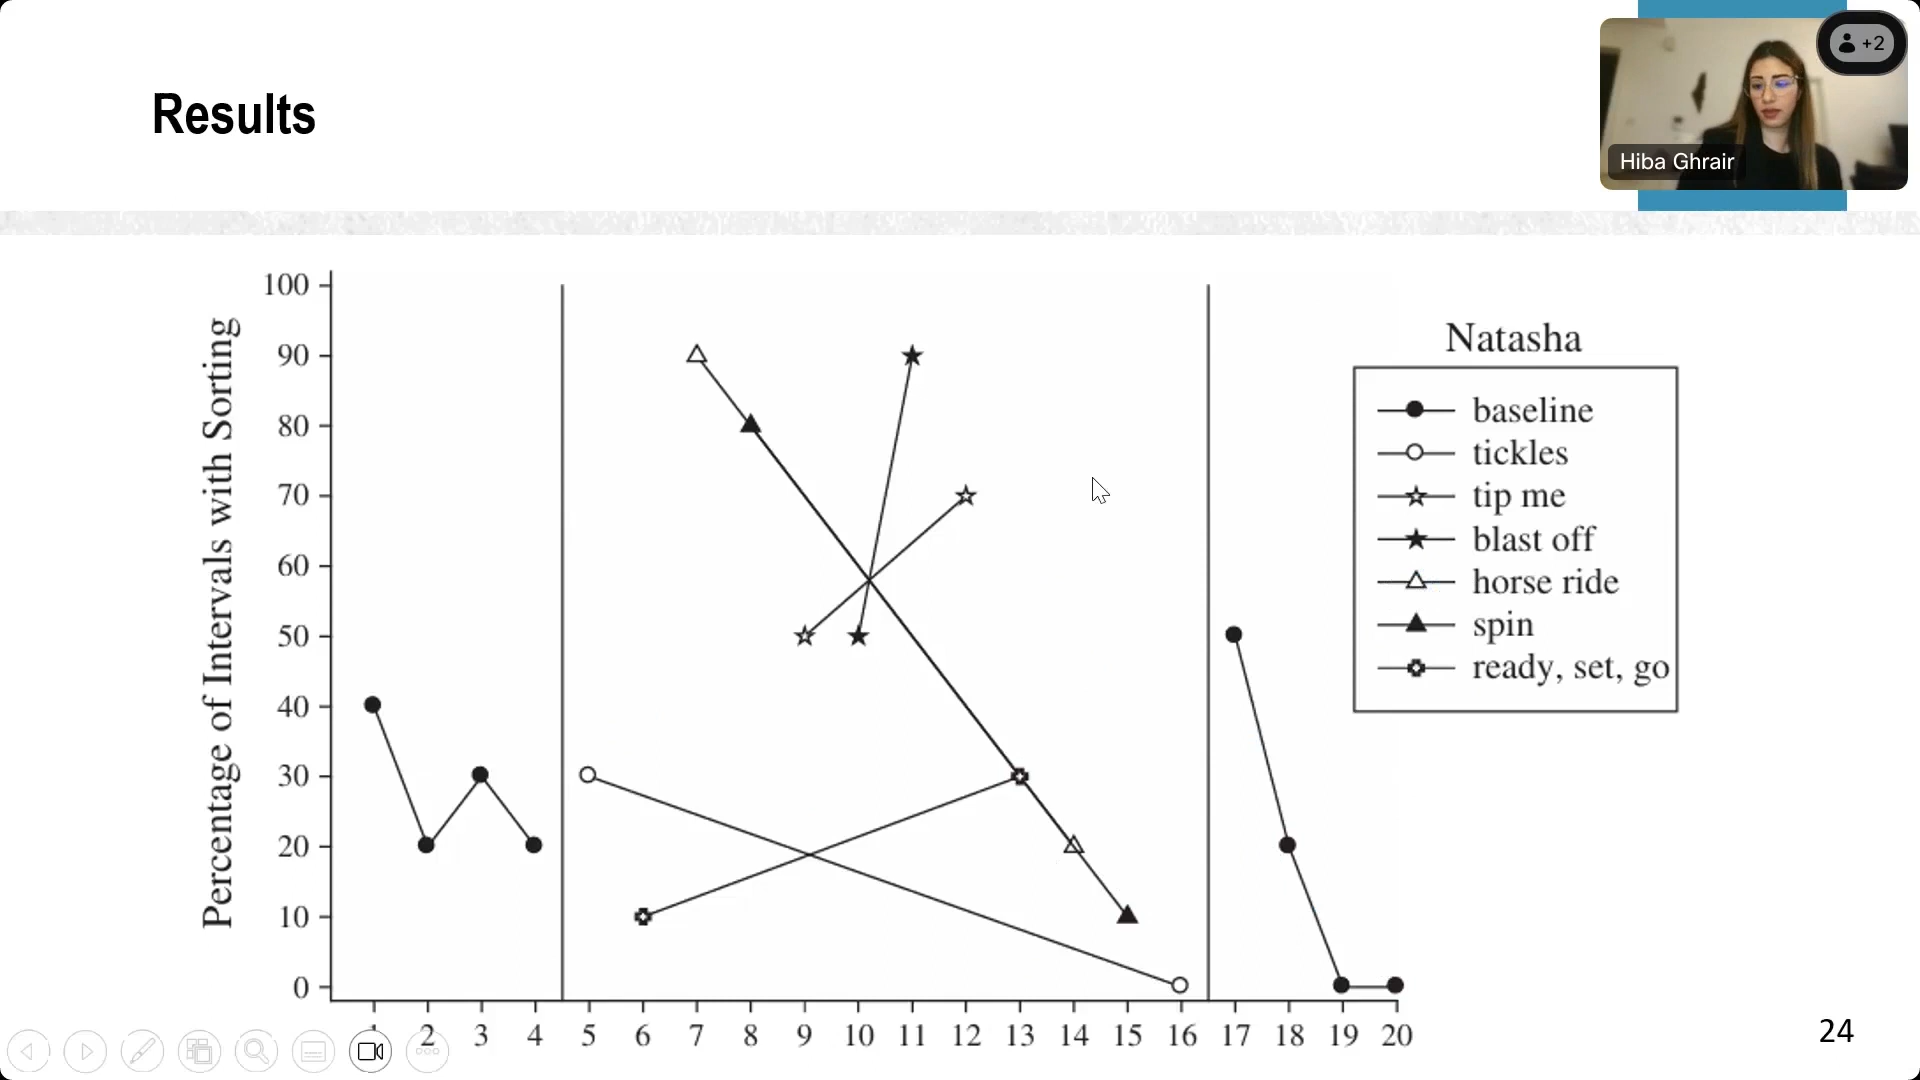 Results
+2
Hiba Ghrair
Percentage of Intervals with Sorting
100
90
80
70
60
50
40
30
20
10
0
Natasha
baseline
tickles
tip me
blast off
horse ride
spin
ready, set, go
1 2 3 4 5 6 7 8 9 10 11 12 13 14 15 16 17 18 19 20
24